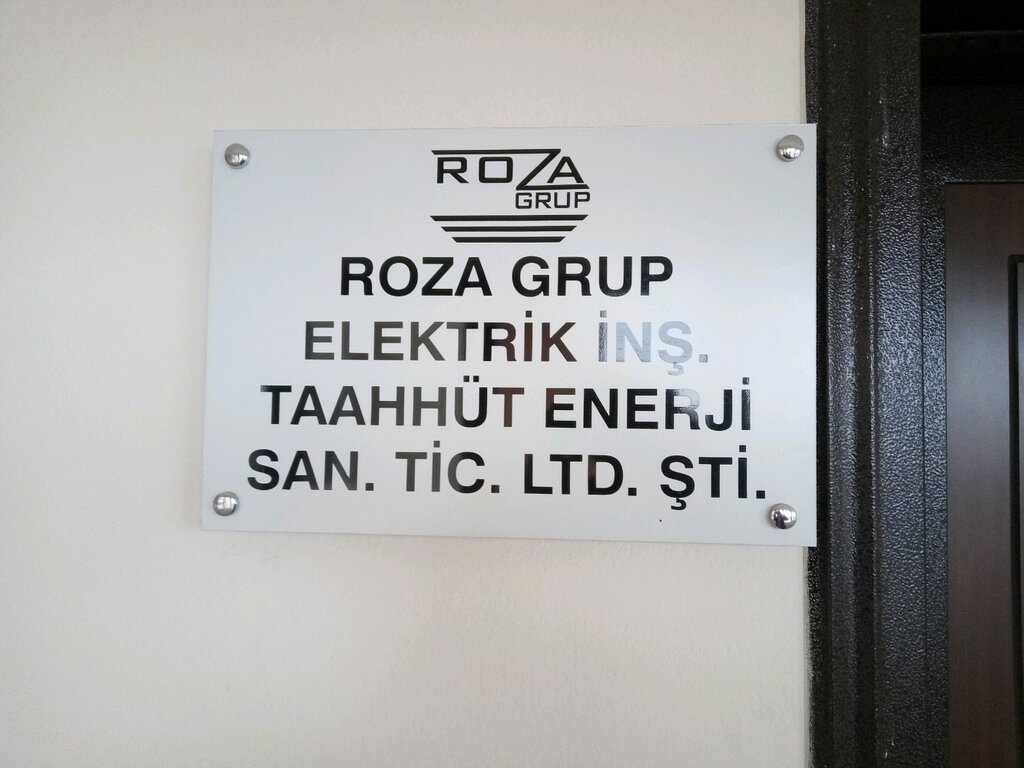 ROZA
GRUP
ROZA GRUP
ELEKTRİK İNŞ.
TAAHHÜT ENERJİ
SAN. TİC. LTD. ŞTİ.